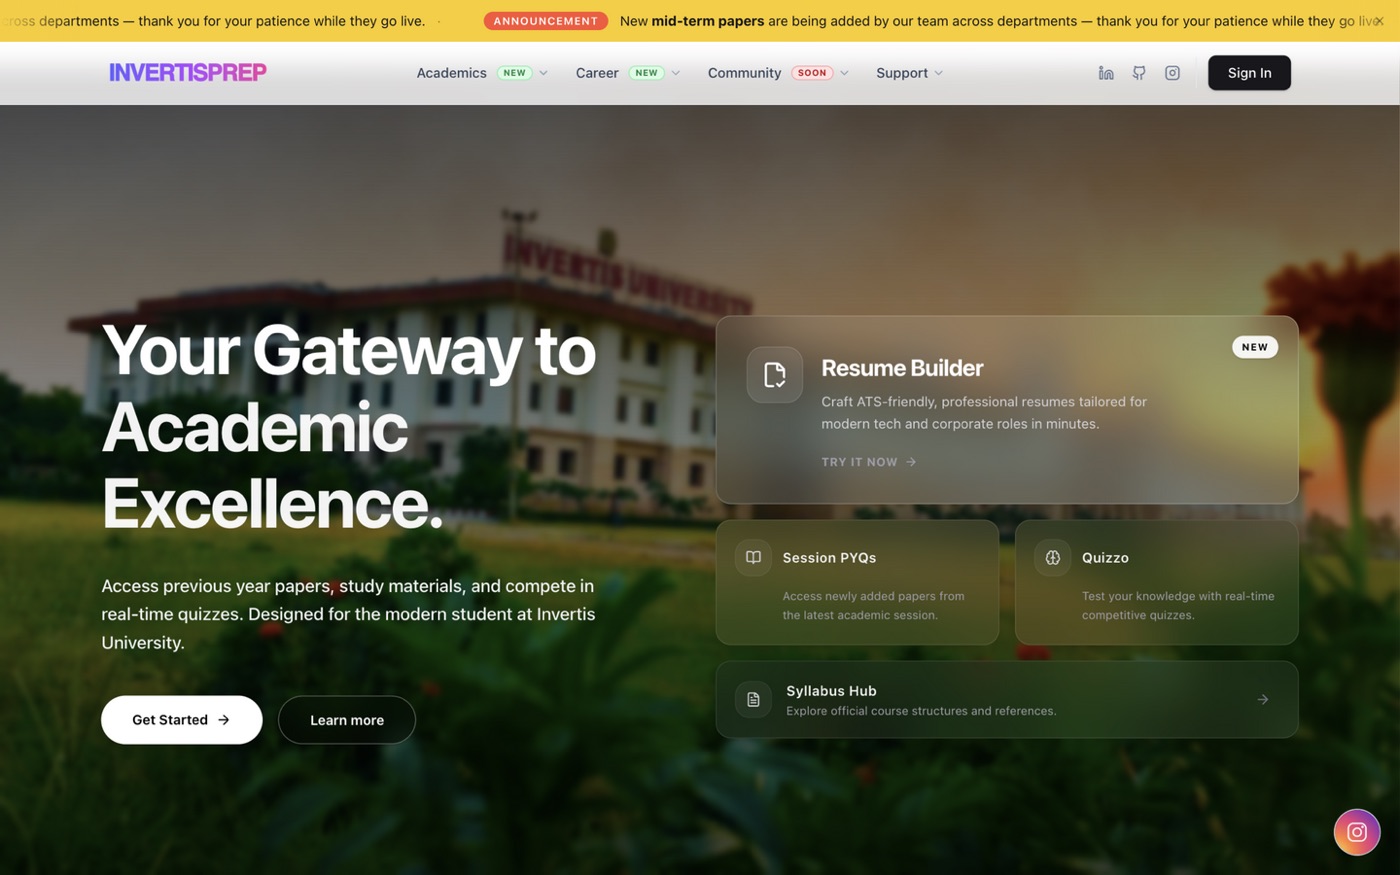 cross departments — thank you for your patience while they go live. · ANNOUNCEMENT New mid-term papers are being added by our team across departments — thank you for your patience while they go live
INVERTISPREP Academics NEW Career NEW Community SOON Support Sign In
INVERTIS UNIVERSITY
Your Gateway to
Academic
Excellence.
Access previous year papers, study materials, and compete in
real-time quizzes. Designed for the modern student at Invertis
University.
Get Started → Learn more
NEW
Resume Builder
Craft ATS-friendly, professional resumes tailored for
modern tech and corporate roles in minutes.
TRY IT NOW →
Session PYQs
Access newly added papers from
the latest academic session.
Quizzo
Test your knowledge with real-time
competitive quizzes.
Syllabus Hub
Explore official course structures and references.